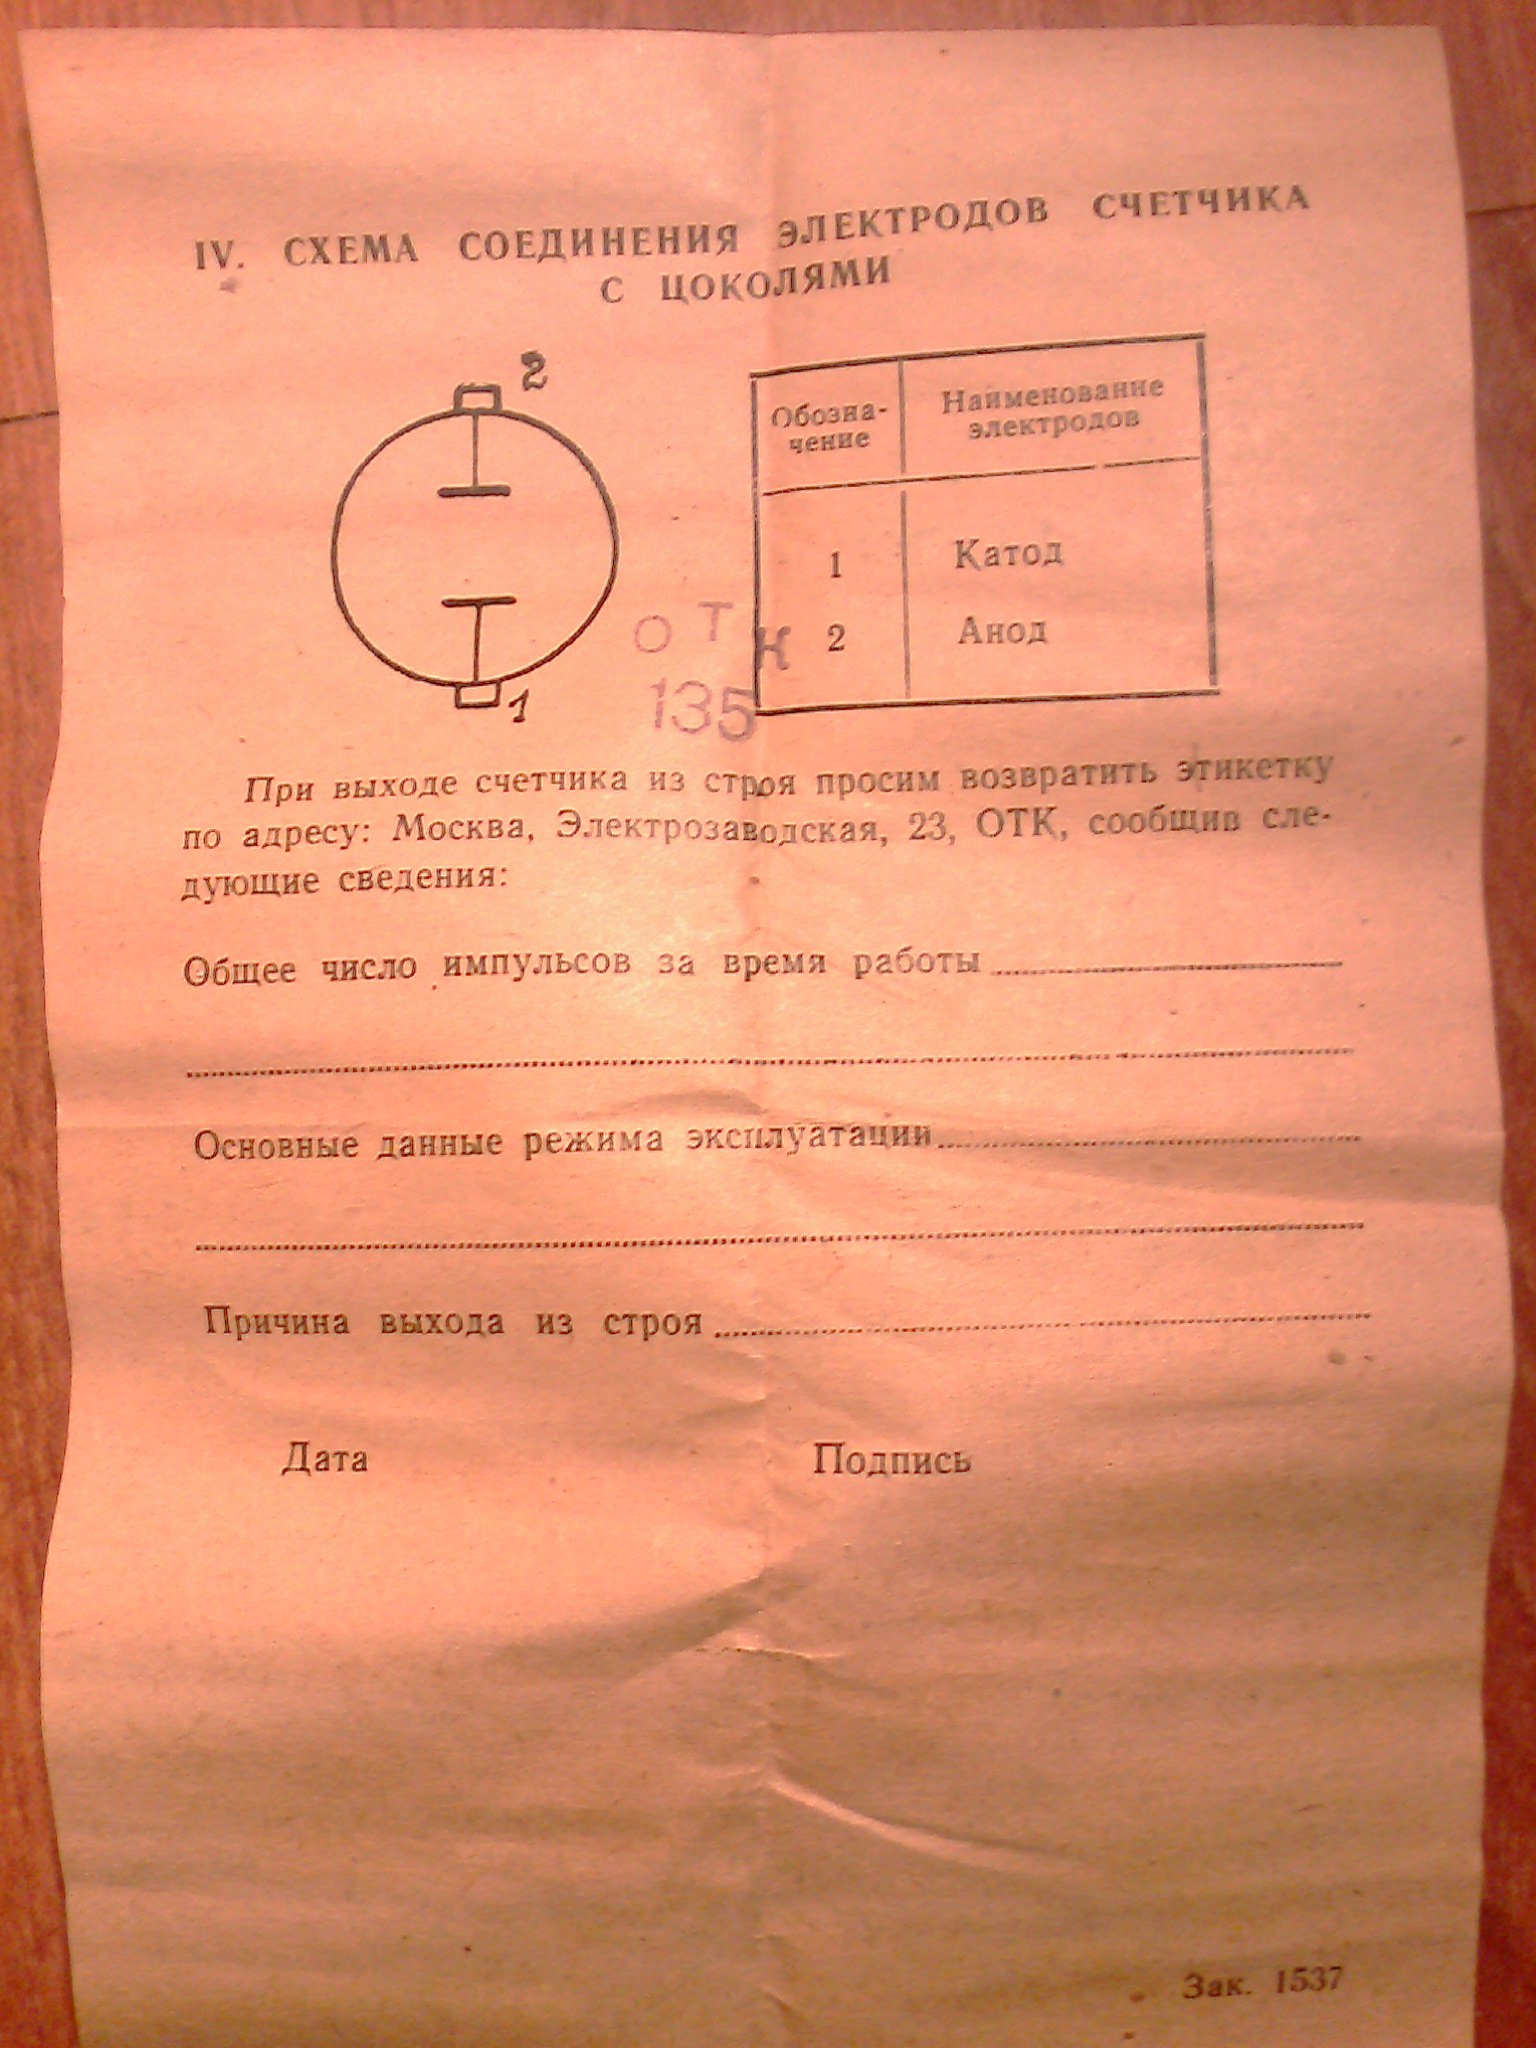 IV. СХЕМА СОЕДИНЕНИЯ ЭЛЕКТРОДОВ СЧЕТЧИКА
С ЦОКОЛЯМИ
2
1
Обозна-
чение
Наименование
электродов
1 Катод
2 Анод
ОТК
135
При выходе счетчика из строя просим возвратить этикетку
по адресу: Москва, Электрозаводская, 23, ОТК, сообщив сле-
дующие сведения:
Общее число импульсов за время работы
Основные данные режима эксплуатации
Причина выхода из строя
Дата Подпись
Зак. 1537